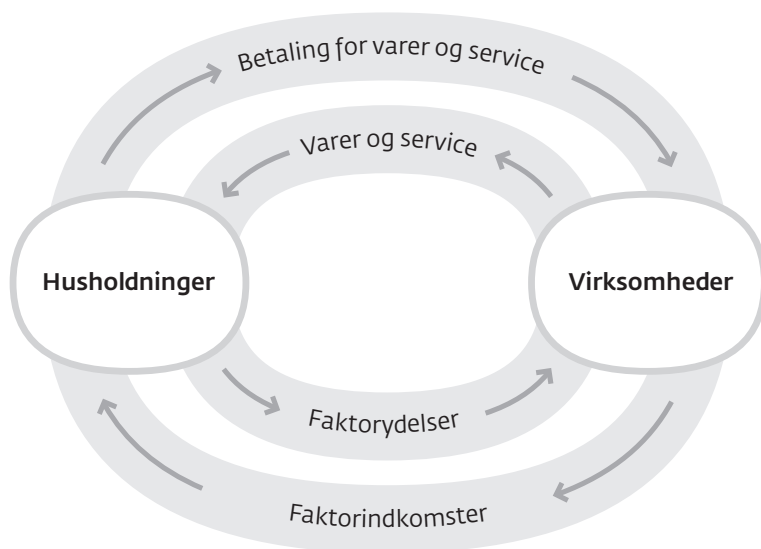 Betaling for varer og service
Varer og service
Husholdninger
Virksomheder
Faktorydelser
Faktorindkomster